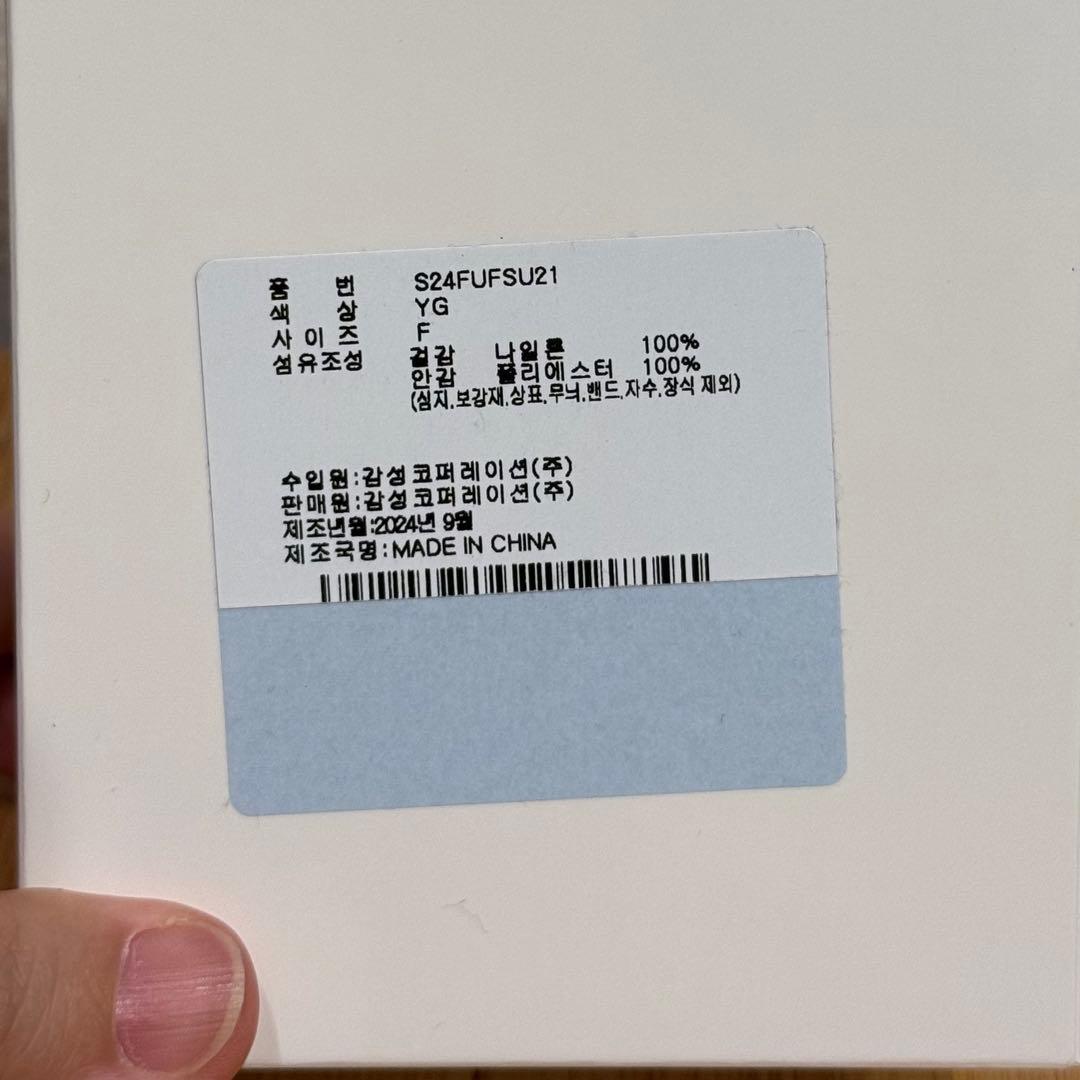 품 번 S24FUFSU21
색 상 YG
사 이 즈 F
섬유조성 겉감 나일론 100%
안감 폴리에스터 100%
(심지,보강재,상표,무늬,밴드,자수,장식 제외)
수입원:감성코퍼레이션(주)
판매원:감성코퍼레이션(주)
제조년월:2024년 9월
제조국명:MADE IN CHINA